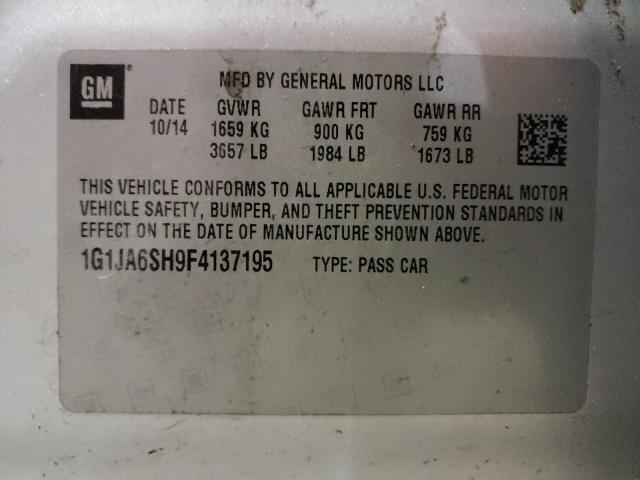 GM®
MFD BY GENERAL MOTORS LLC
DATE GVWR GAWR FRT GAWR RR
10/14 1659 KG 900 KG 759 KG
3657 LB 1984 LB 1673 LB
THIS VEHICLE CONFORMS TO ALL APPLICABLE U.S. FEDERAL MOTOR
VEHICLE SAFETY, BUMPER, AND THEFT PREVENTION STANDARDS IN
EFFECT ON THE DATE OF MANUFACTURE SHOWN ABOVE.
1G1JA6SH9F4137195 TYPE: PASS CAR